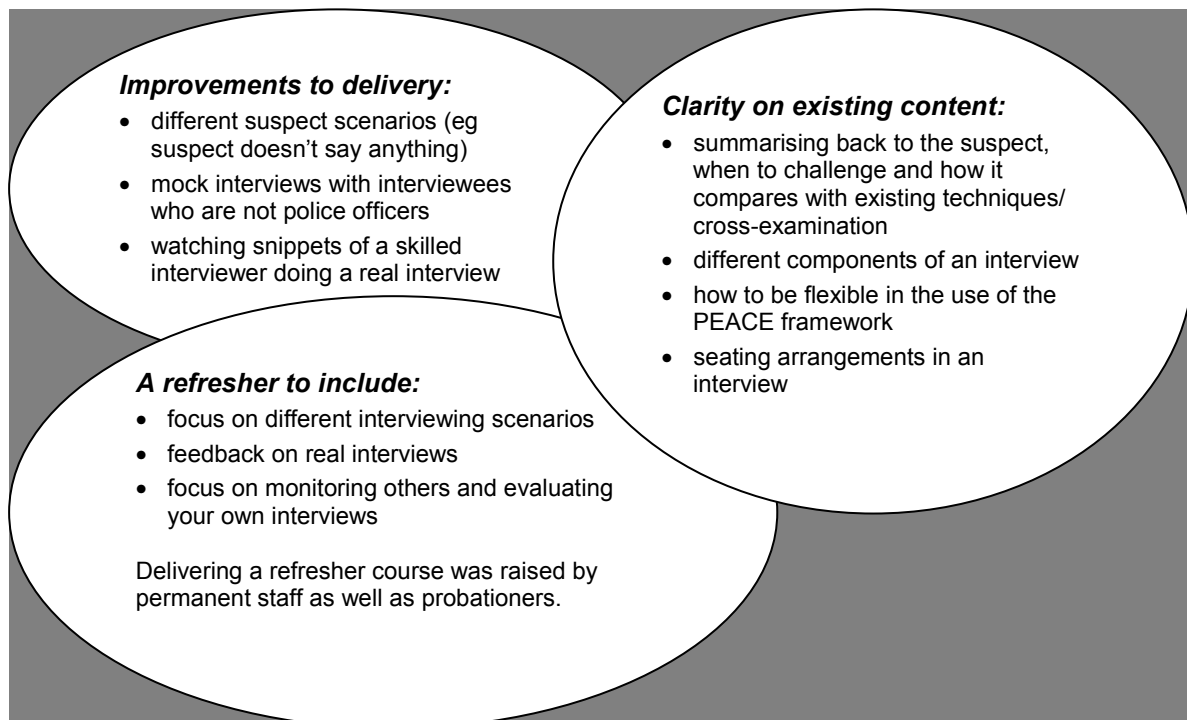 Improvements to delivery:
• different suspect scenarios (eg
suspect doesn't say anything)
• mock interviews with interviewees
who are not police officers
• watching snippets of a skilled
interviewer doing a real interview
Clarity on existing content:
• summarising back to the suspect,
when to challenge and how it
compares with existing techniques/
cross-examination
• different components of an interview
• how to be flexible in the use of the
PEACE framework
• seating arrangements in an
interview
A refresher to include:
• focus on different interviewing scenarios
• feedback on real interviews
• focus on monitoring others and evaluating
your own interviews
Delivering a refresher course was raised by
permanent staff as well as probationers.